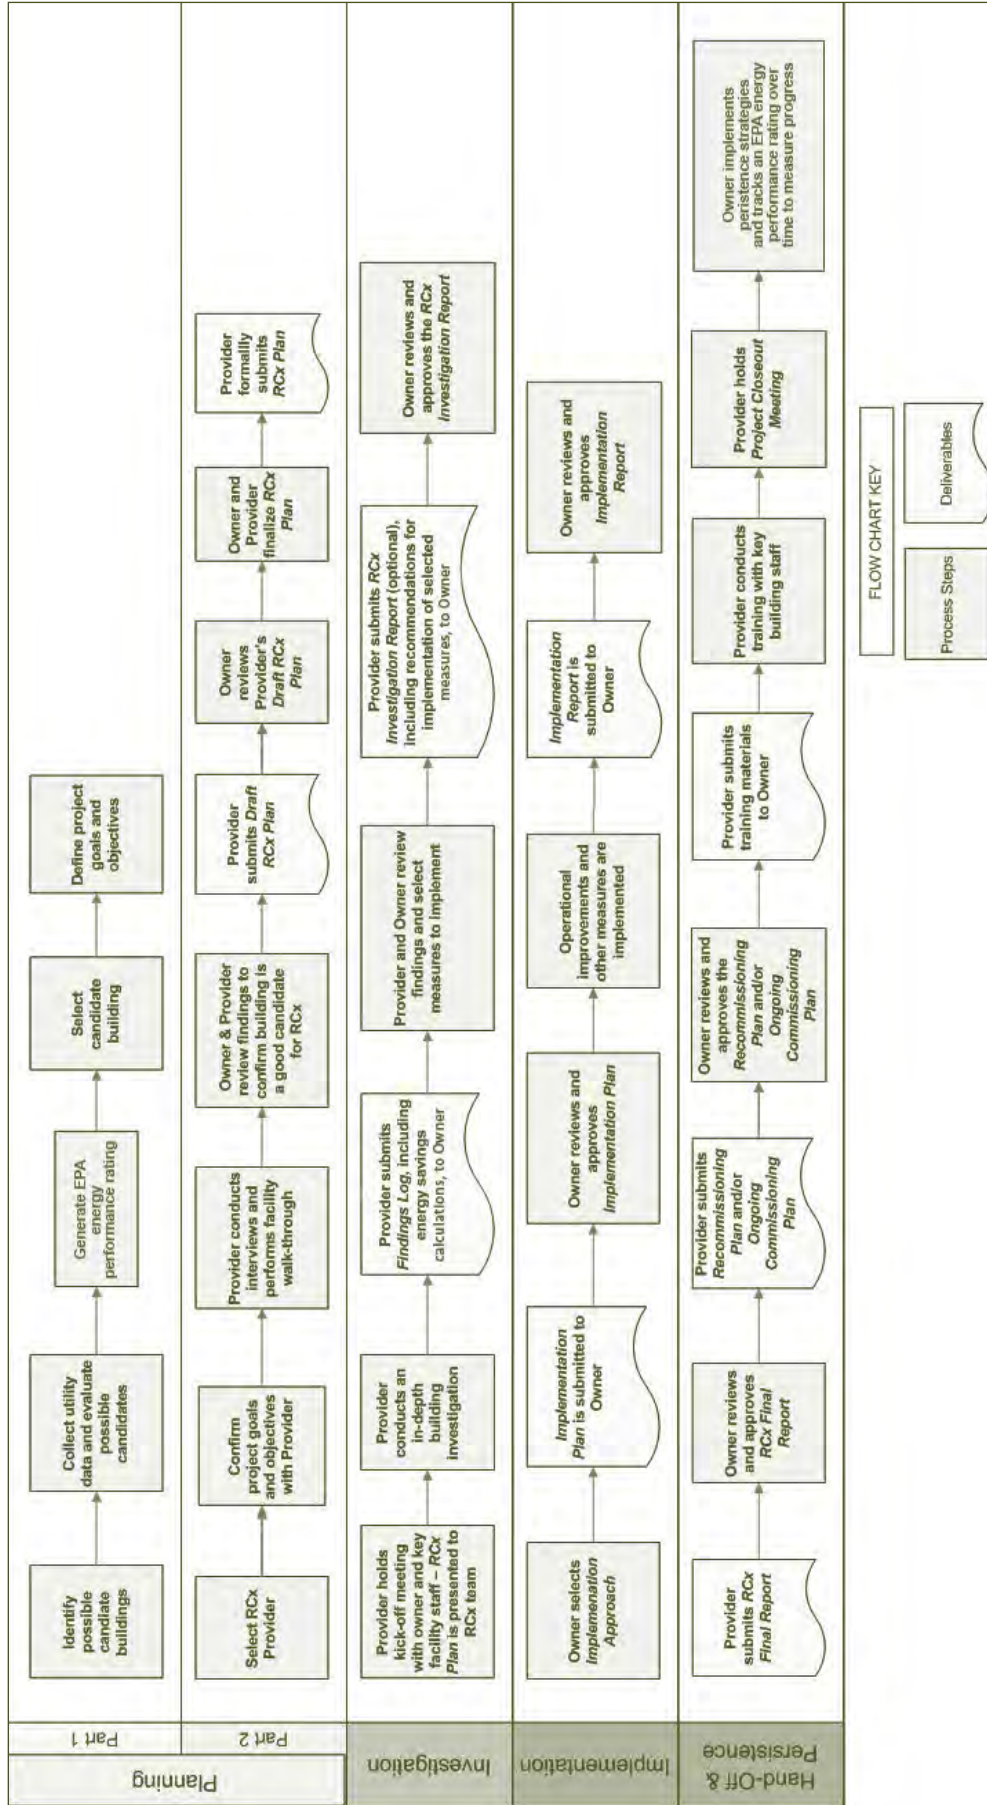 Planning
Part 1
Identify
possible
candiate
buildings
Collect utility
data and evaluate
possible
candidates
Generate EPA
energy
performance rating
Select
candidate
building
Define project
goals and
objectives
Part 2
Select RCx
Provider
Confirm
project goals
and objectives
with Provider
Provider conducts
interviews and
performs facility
walk-through
Owner & Provider
review findings to
confirm building is
a good candidate
for RCx
Provider
submits Draft
RCx Plan
Owner
reviews
Provider's
Draft RCx
Plan
Owner and
Provider
finalize RCx
Plan
Provider
formallly
submits
RCx Plan
Investigation
Provider holds
kick-off meeting
with owner and key
facility staff – RCx
Plan is presented to
RCx team
Provider
conducts an
in-depth
building
investigation
Provider submits
Findings Log, including
energy savings
calculations, to Owner
Provider and Owner review
findings and select
measures to implement
Provider submits RCx
Investigation Report (optional),
including recommendations for
implementation of selected
measures, to Owner
Owner reviews and
approves the RCx
Investigation Report
Implementation
Owner selects
Implemenation
Approach
Implementation
Plan is submitted to
Owner
Owner reviews and
approves
Implementation Plan
Operational
improvements and
other measures are
implemented
Implementation
Report is
submitted to
Owner
Owner reviews and
approves
Implementation
Report
Hand-Off &
Persistence
Provider
submits RCx
Final Report
Owner reviews
and approves
RCx Final
Report
Provider submits
Recommissioning
Plan and/or
Ongoing
Commissioning
Plan
Owner reviews and
approves the
Recommissioning
Plan and/or
Ongoing
Commissioning
Plan
Provider submits
training materials
to Owner
Provider conducts
training with key
building staff
Provider holds
Project Closeout
Meeting
Owner implements
peristence strategies
and tracks an EPA energy
performance rating over
time to measure progress
FLOW CHART KEY
Process Steps
Deliverables